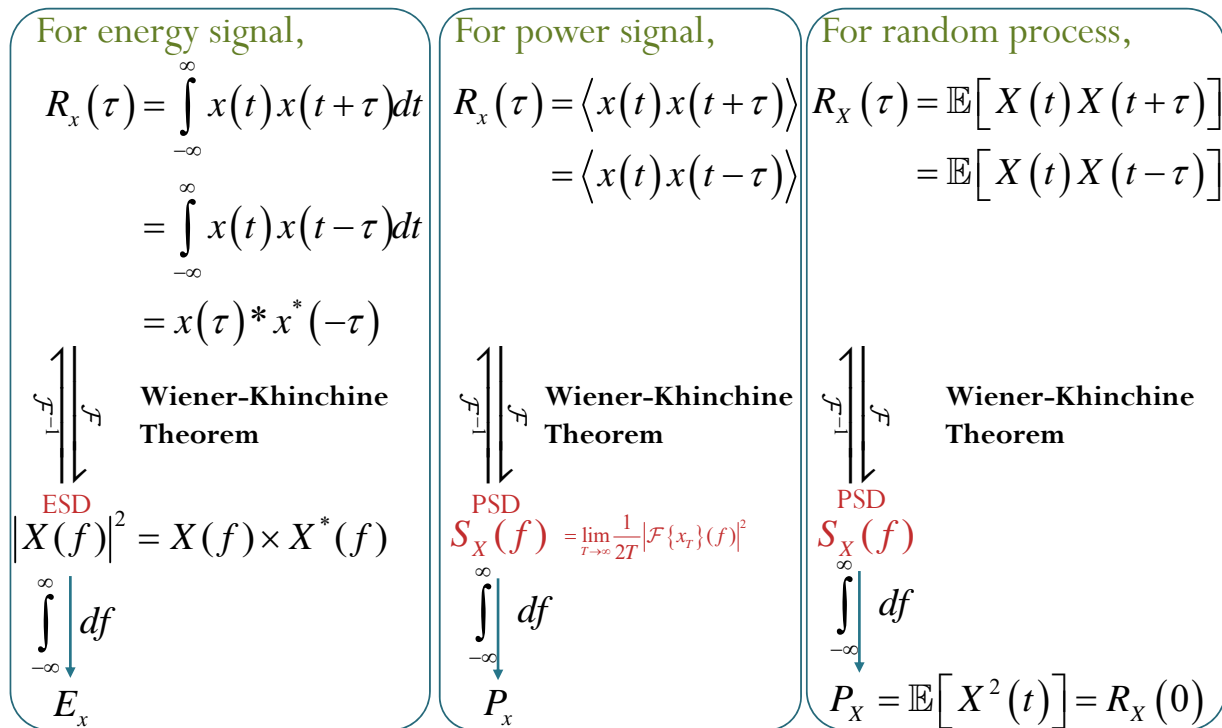 For energy signal,
R_x(τ) = ∫_{-∞}^{∞} x(t)x(t+τ)dt
= ∫_{-∞}^{∞} x(t)x(t−τ)dt
= x(τ)*x^*(−τ)
ℱ^{-1} ℱ
Wiener-Khinchine
Theorem
ESD
|X(f)|^2 = X(f)×X^*(f)
∫_{-∞}^{∞} df
E_x
For power signal,
R_x(τ) = ⟨x(t)x(t+τ)⟩
= ⟨x(t)x(t−τ)⟩
ℱ^{-1} ℱ
Wiener-Khinchine
Theorem
PSD
S_X(f) = lim_{T→∞} 1/2T |ℱ{x_T}(f)|^2
∫_{-∞}^{∞} df
P_x
For random process,
R_X(τ) = 𝔼[X(t)X(t+τ)]
= 𝔼[X(t)X(t−τ)]
ℱ^{-1} ℱ
Wiener-Khinchine
Theorem
PSD
S_X(f)
∫_{-∞}^{∞} df
P_X = 𝔼[X^2(t)] = R_X(0)